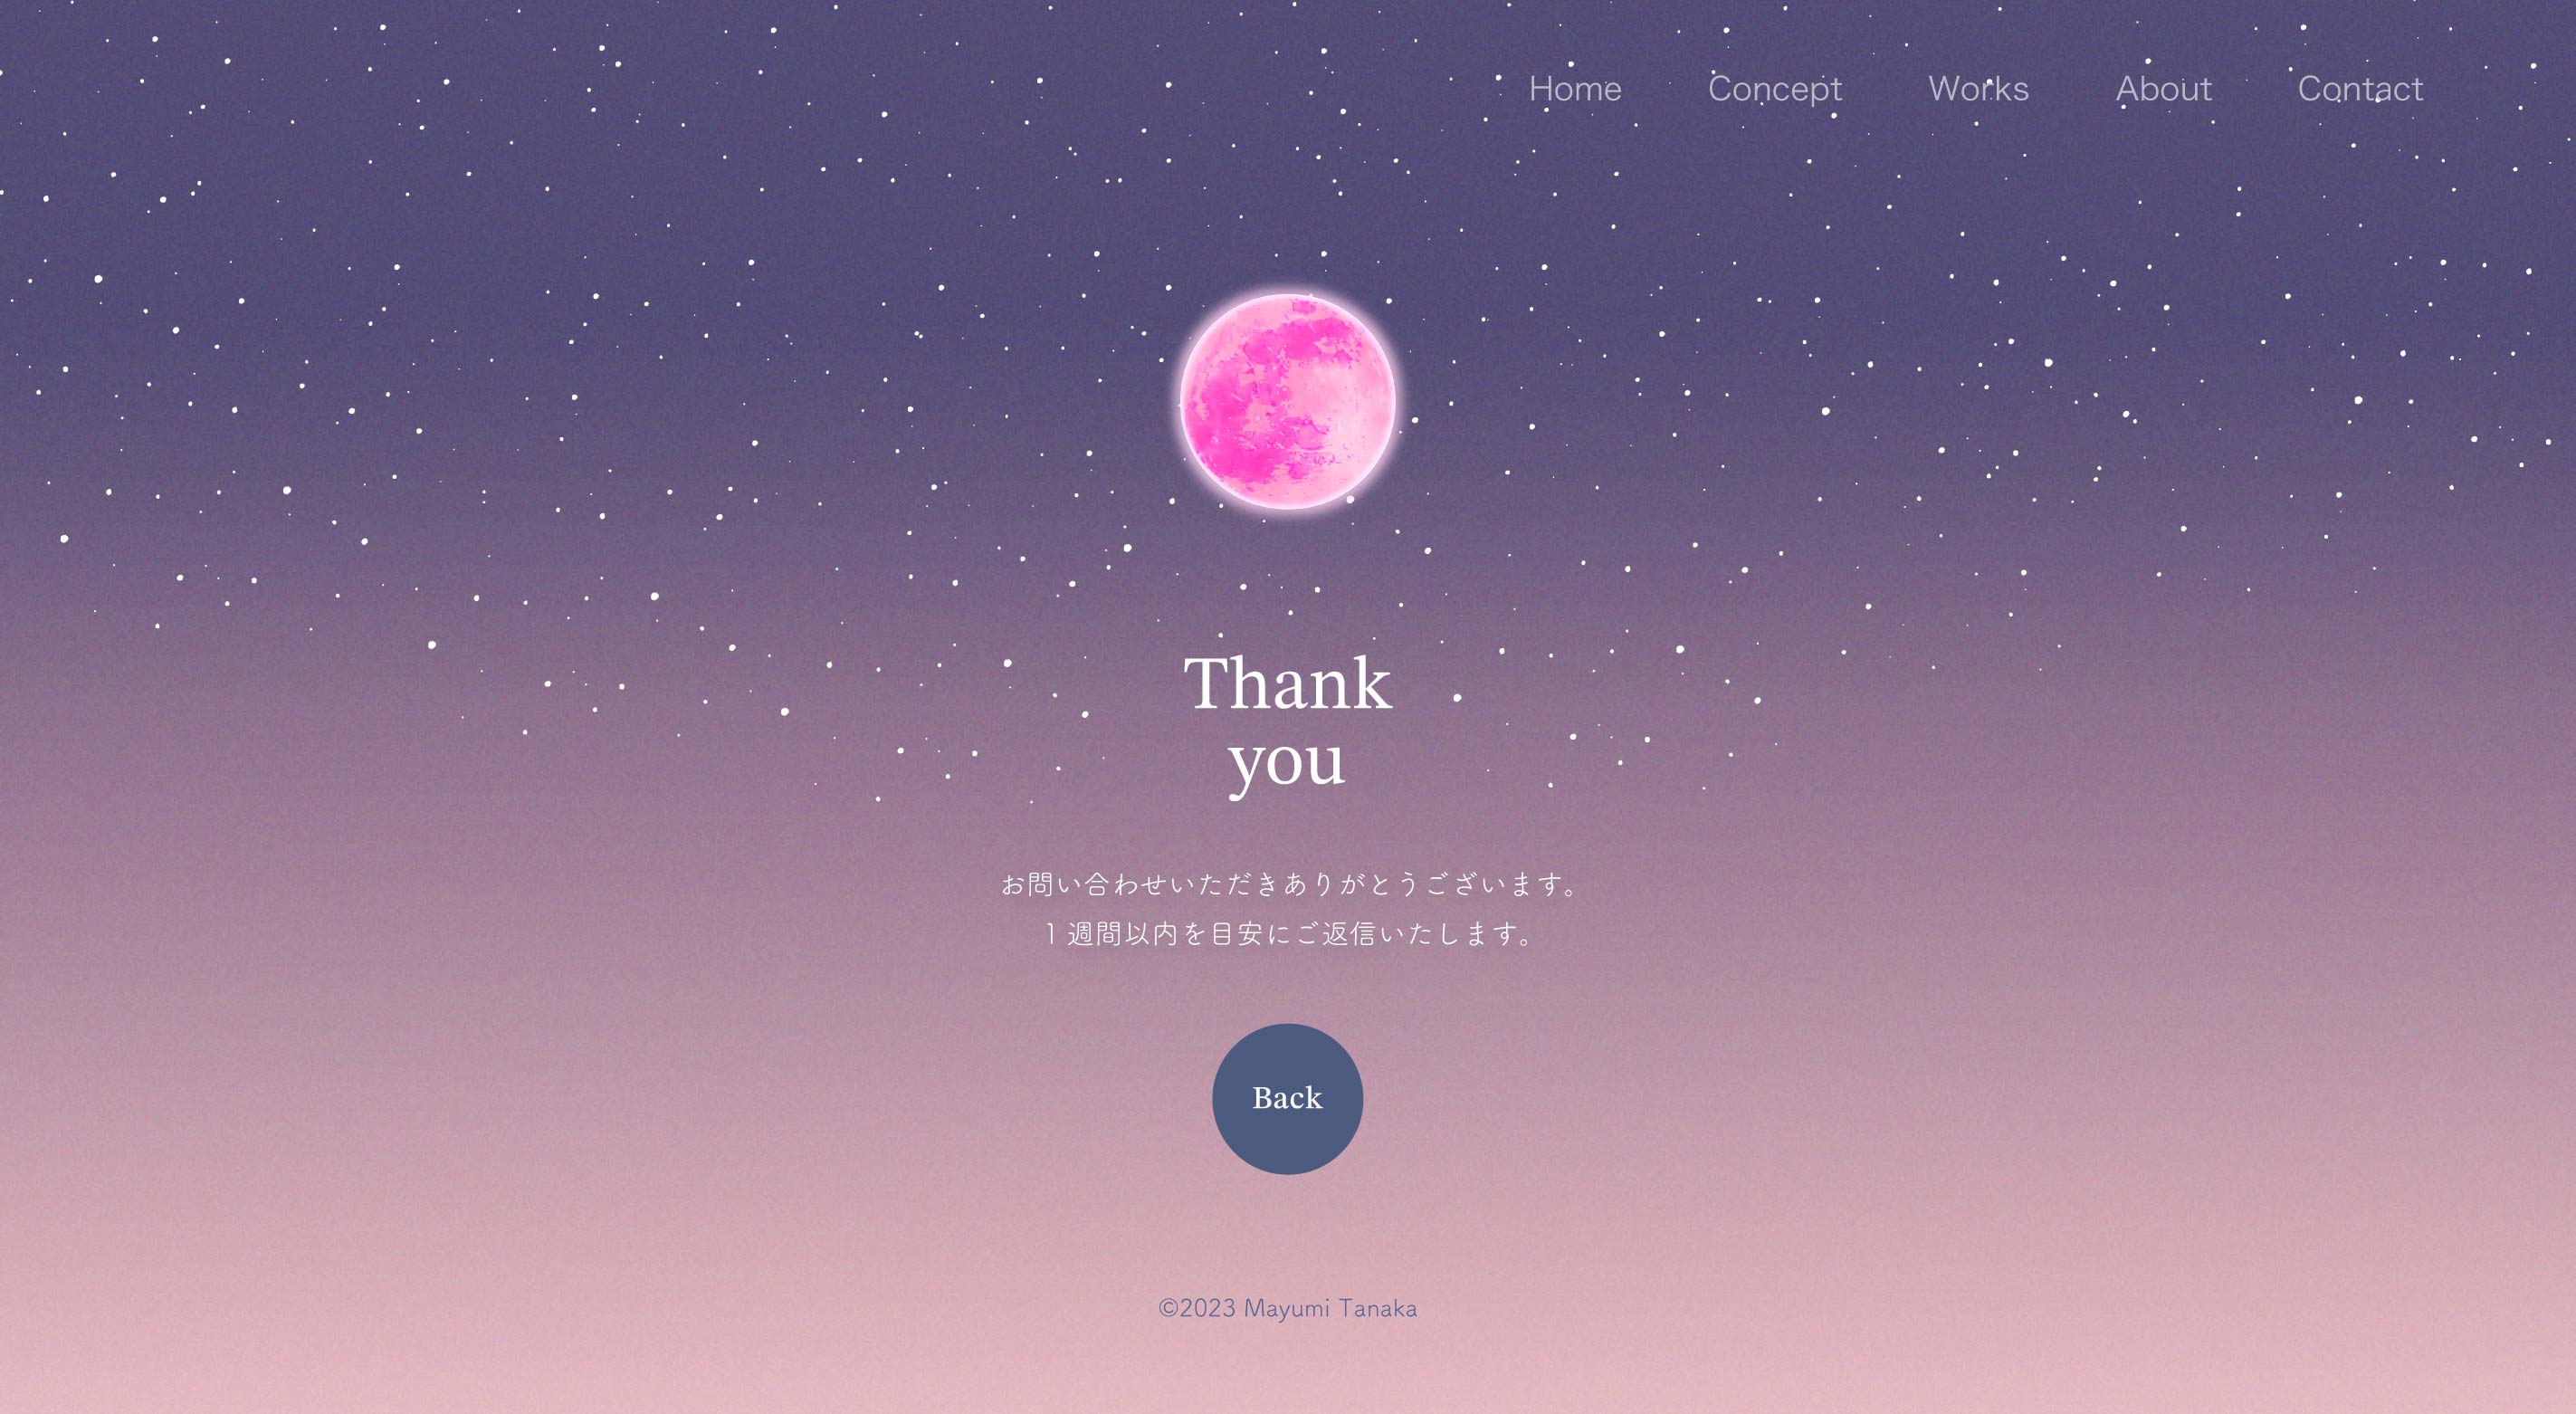 Home Concept Works About Contact
Thank
you
お問い合わせいただきありがとうございます。
1 週間以内を目安にご返信いたします。
Back
©2023 Mayumi Tanaka